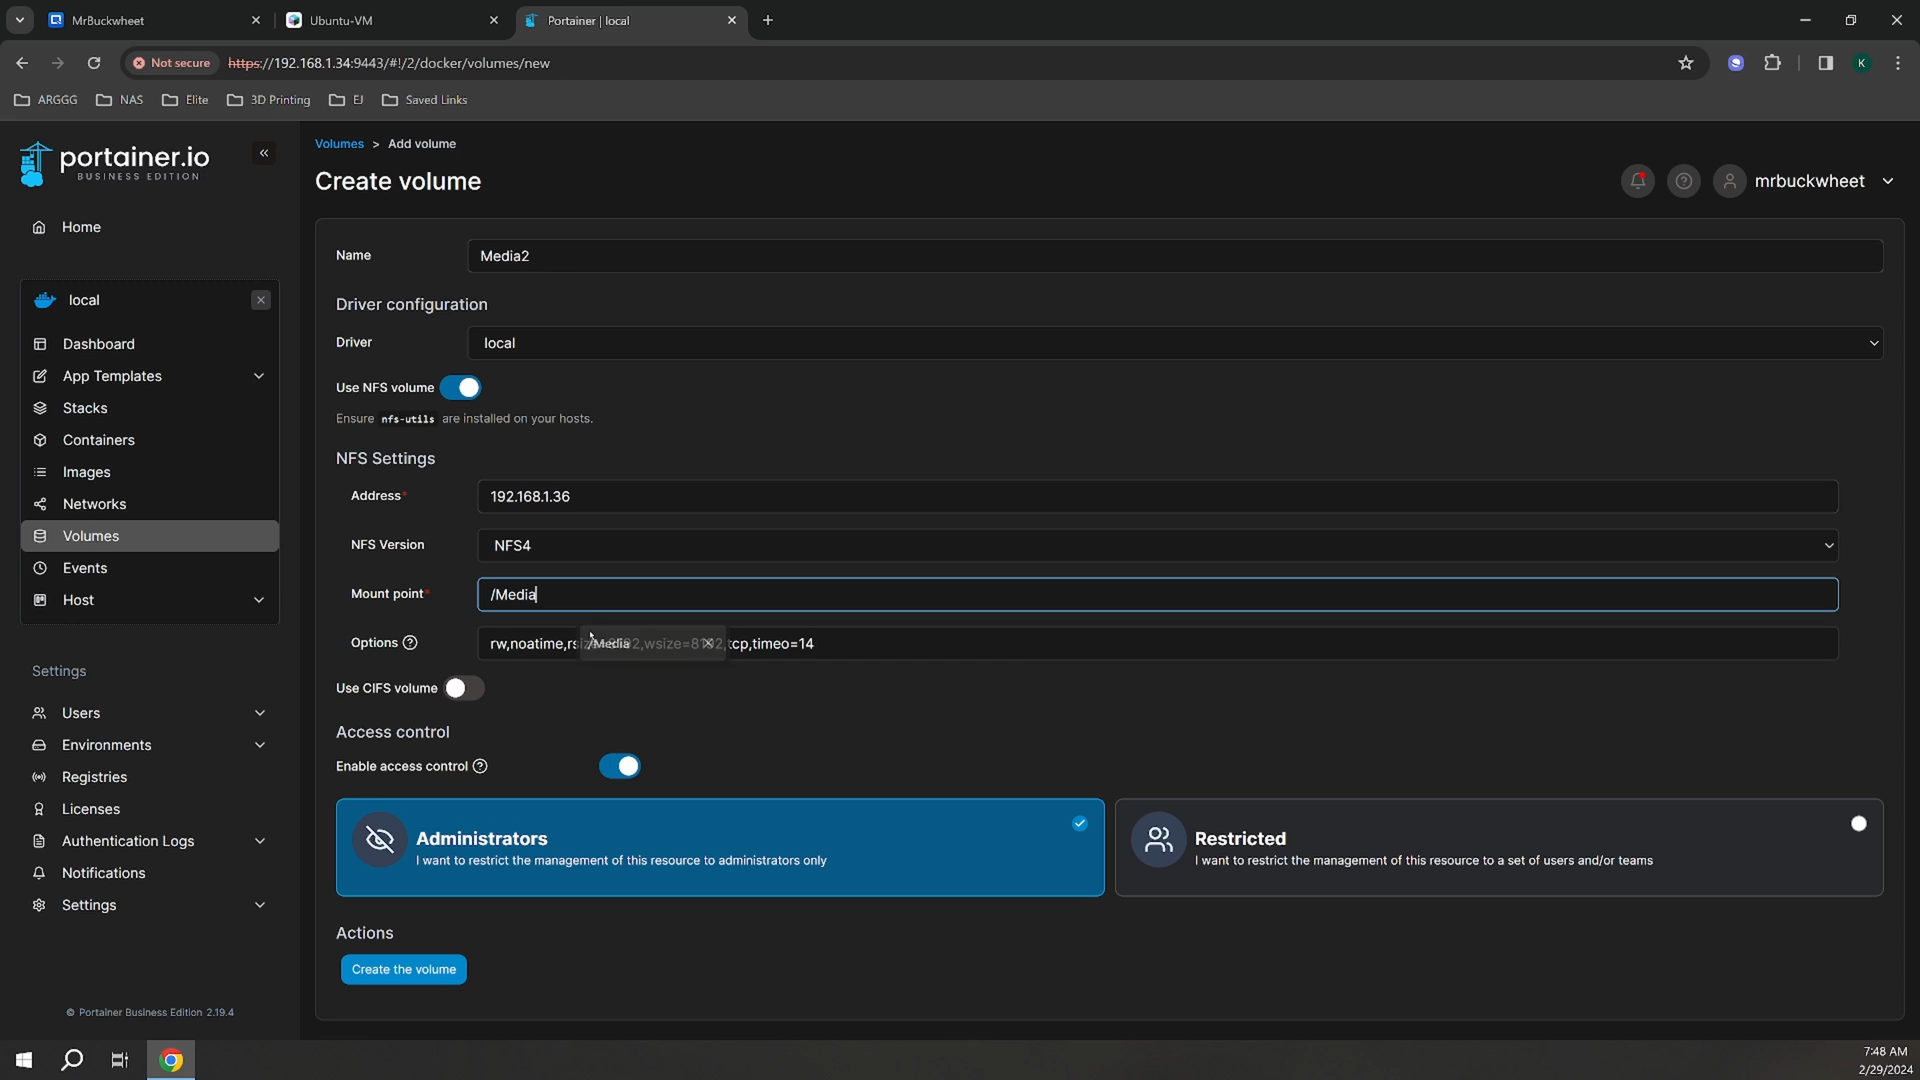 MrBuckwheet
Ubuntu-VM
Portainer | local
Not secure
https://192.168.1.34:9443/#!/2/docker/volumes/new
K
ARGGG
NAS
Elite
3D Printing
EJ
Saved Links
portainer.io
BUSINESS EDITION
Home
local
Dashboard
App Templates
Stacks
Containers
Images
Networks
Volumes
Events
Host
Settings
Users
Environments
Registries
Licenses
Authentication Logs
Notifications
Settings
© Portainer Business Edition 2.19.4
Volumes > Add volume
Create volume
mrbuckwheet
Name
Media2
Driver configuration
Driver
local
Use NFS volume
Ensure nfs-utils are installed on your hosts.
NFS Settings
Address*
192.168.1.36
NFS Version
NFS4
Mount point*
/Media
Options
rw,noatime,rsize=8192,wsize=8192,tcp,timeo=14
/Media
Use CIFS volume
Access control
Enable access control
Administrators
I want to restrict the management of this resource to administrators only
Restricted
I want to restrict the management of this resource to a set of users and/or teams
Actions
Create the volume
7:48 AM
2/29/2024